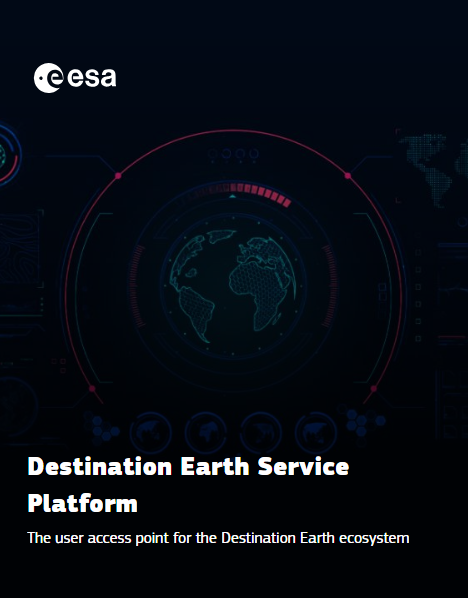 esa
Destination Earth Service
Platform
The user access point for the Destination Earth ecosystem